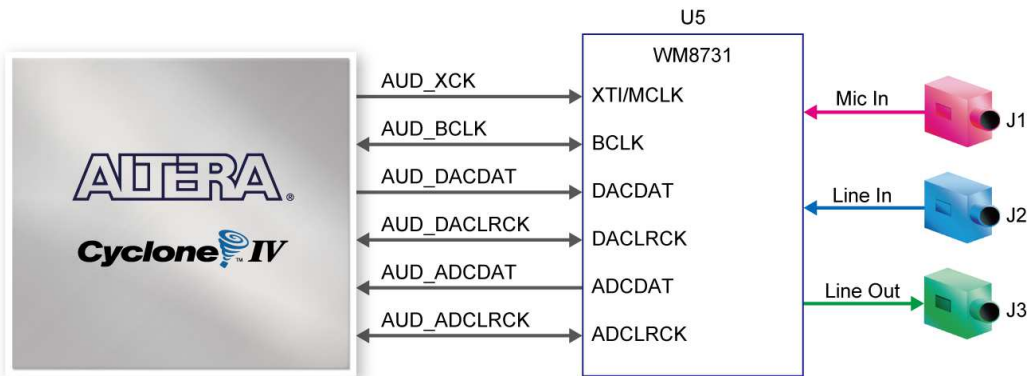 U5
WM8731
AUD_XCK
XTI/MCLK
Mic In
J1
AUD_BCLK
BCLK
ALTERA®
AUD_DACDAT
DACDAT
Line In
J2
Cyclone™ IV
AUD_DACLRCK
DACLRCK
AUD_ADCDAT
ADCDAT
Line Out
J3
AUD_ADCLRCK
ADCLRCK